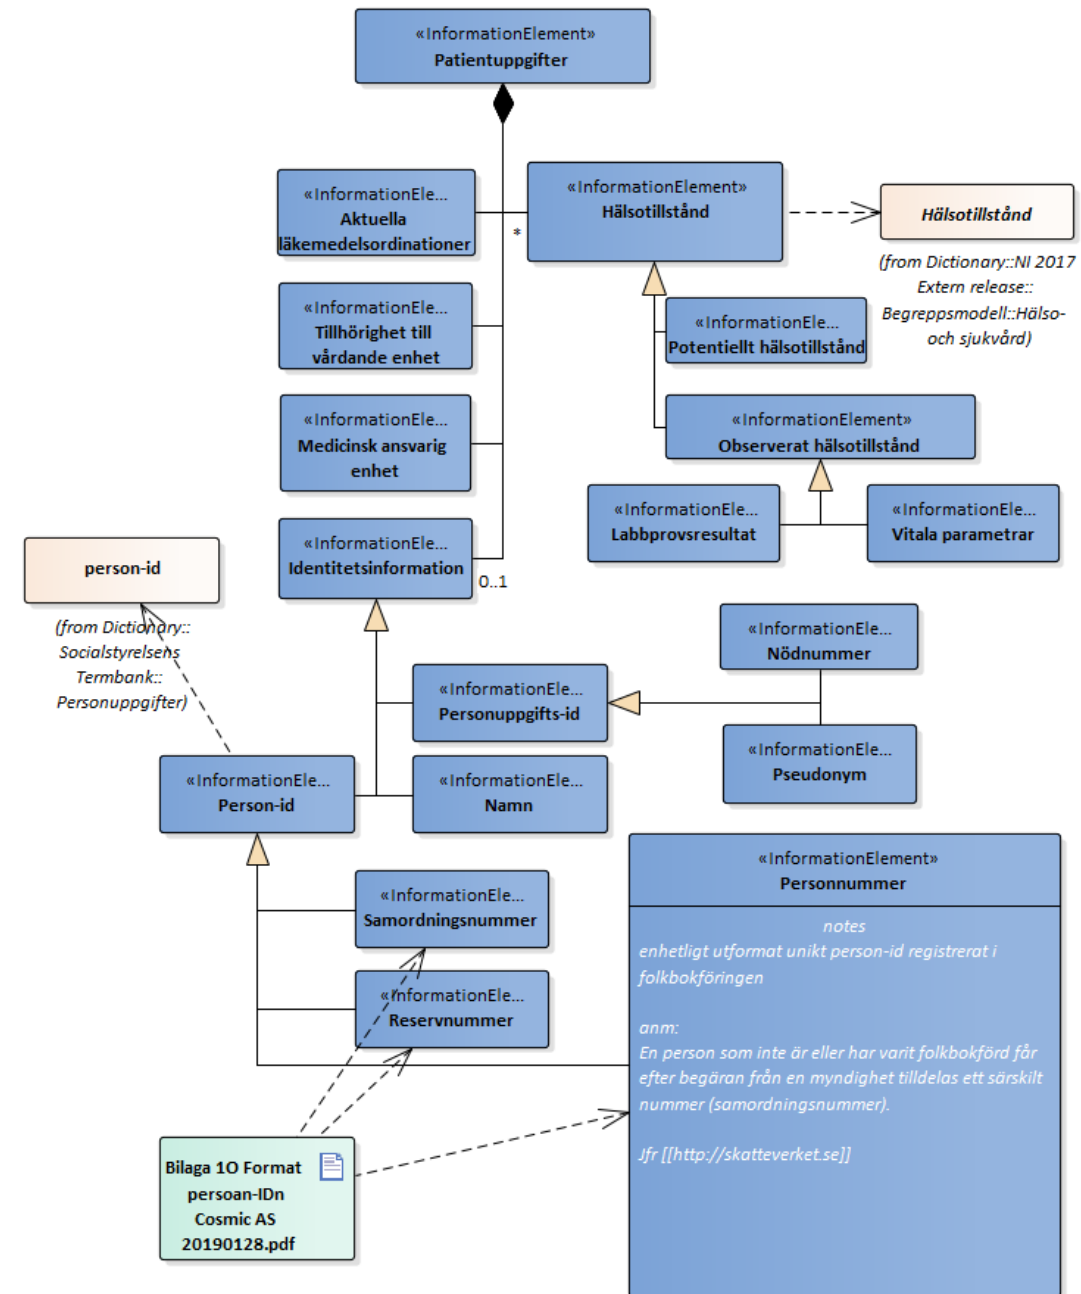 «InformationElement»
Patientuppgifter
«InformationEle...
Aktuella
läkemedelsordinationer
«InformationElement»
Hälsotillstånd
*
Hälsotillstånd
(from Dictionary::NI 2017
Extern release::
Begreppsmodell::Hälso-
och sjukvård)
«InformationEle...
Tillhörighet till
vårdande enhet
«InformationEle...
Potentiellt hälsotillstånd
«InformationEle...
Medicinsk ansvarig
enhet
«InformationElement»
Observerat hälsotillstånd
«InformationEle...
Labbprovsresultat
«InformationEle...
Vitala parametrar
«InformationEle...
Identitetsinformation
0..1
person-id
(from Dictionary::
Socialstyrelsens
Termbank::
Personuppgifter)
«InformationEle...
Nödnummer
«InformationEle...
Personuppgifts-id
«InformationEle...
Pseudonym
«InformationEle...
Person-id
«InformationEle...
Namn
«InformationElement»
Personnummer
notes
enhetligt utformat unikt person-id registrerat i
folkbokföringen
anm:
En person som inte är eller har varit folkbokförd får
efter begäran från en myndighet tilldelas ett särskilt
nummer (samordningsnummer).
Jfr [[http://skatteverket.se]]
«InformationEle...
Samordningsnummer
«InformationEle...
Reservnummer
Bilaga 1O Format
persoan-IDn
Cosmic AS
20190128.pdf